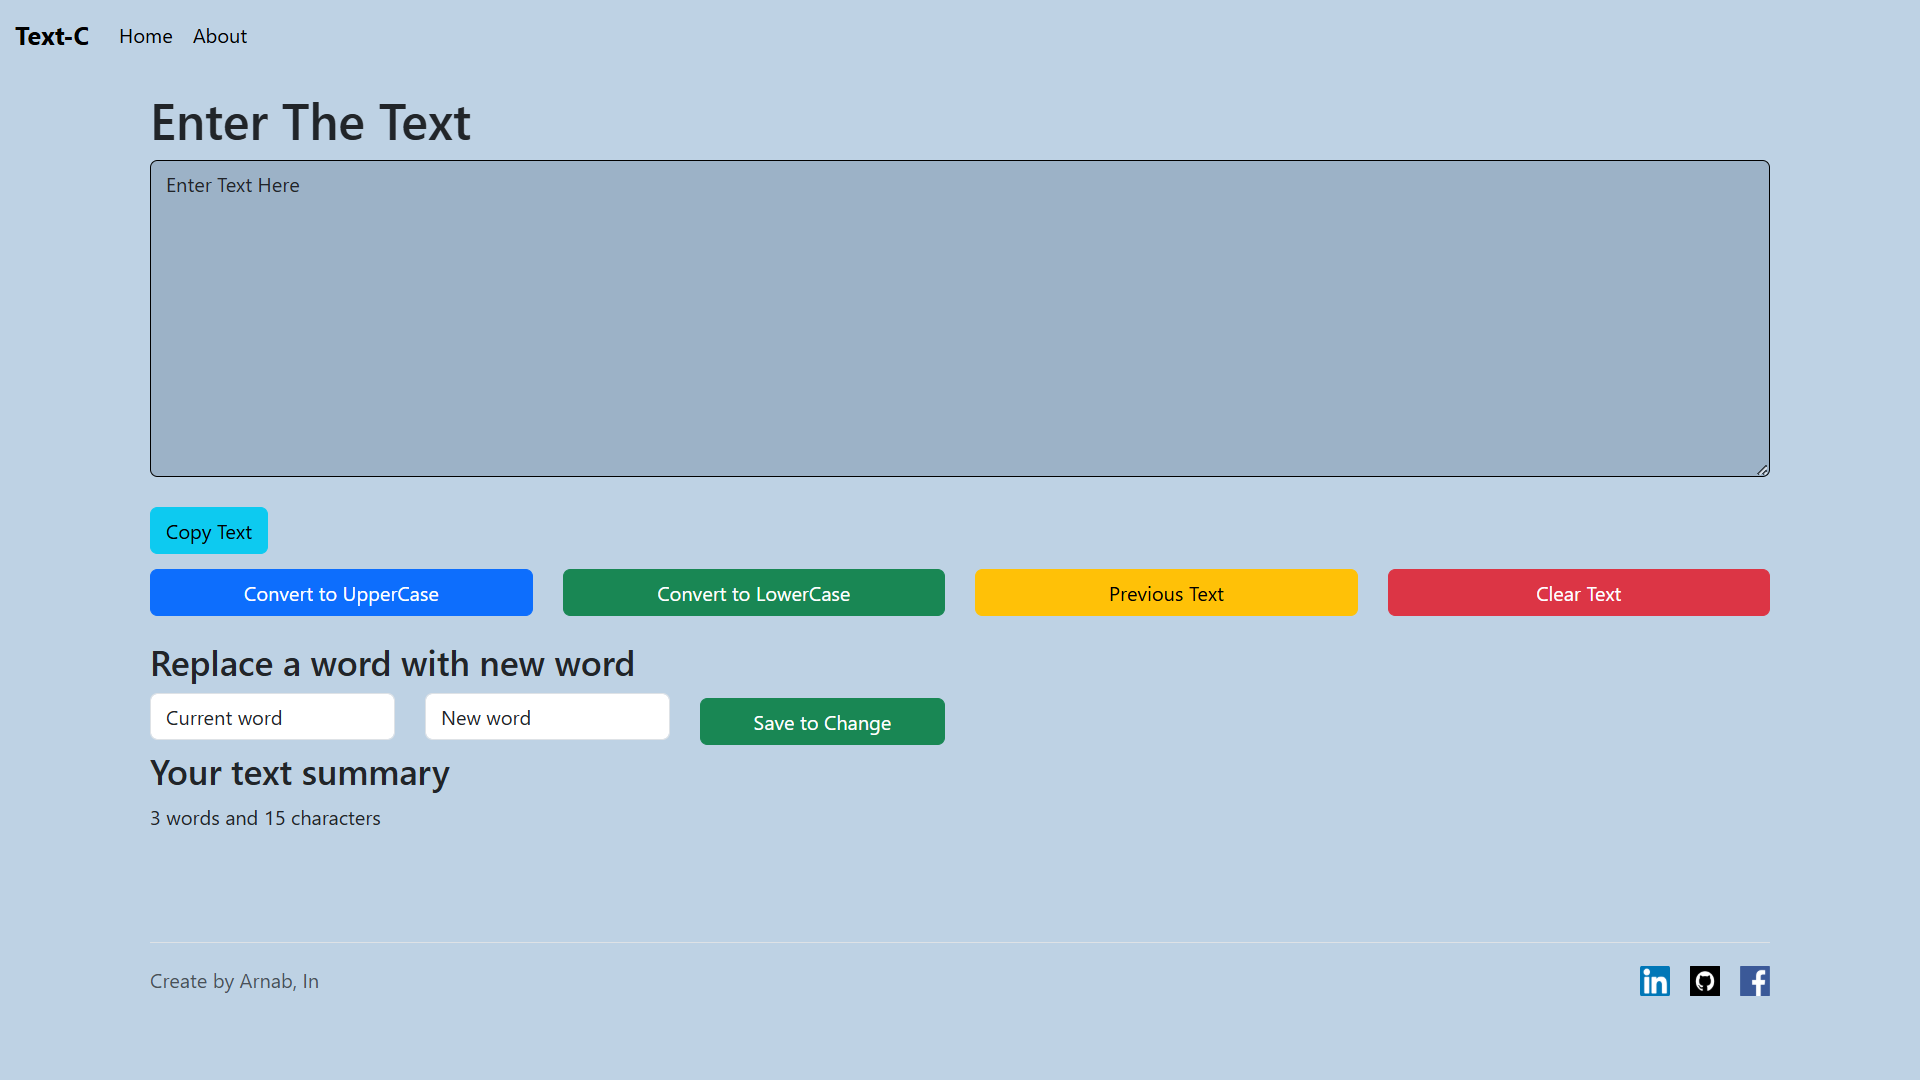 Text-C Home About
Enter The Text
Enter Text Here
Copy Text
Convert to UpperCase Convert to LowerCase Previous Text Clear Text
Replace a word with new word
Current word New word Save to Change
Your text summary
3 words and 15 characters
Create by Arnab, In
in f